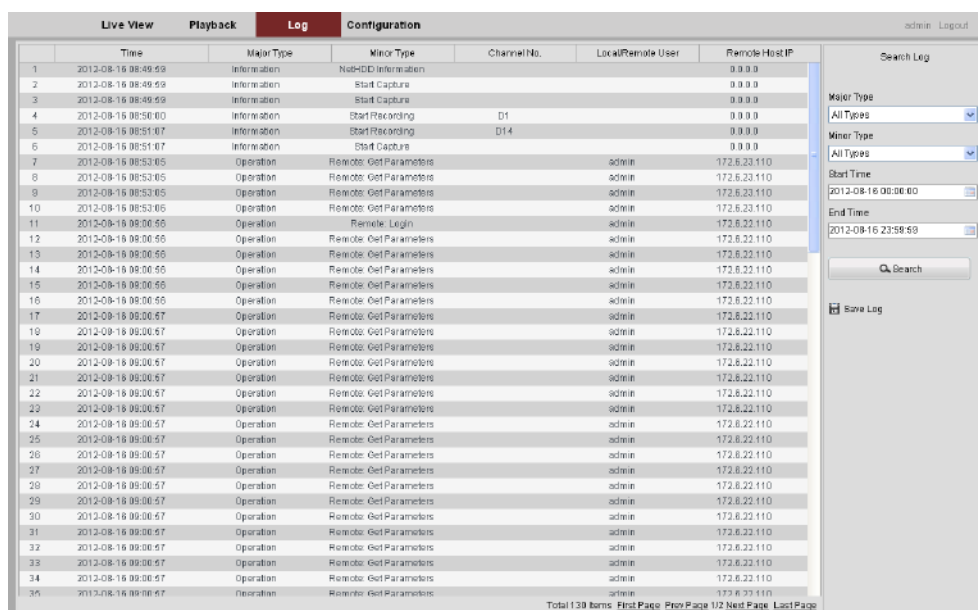 Live View Playback Log Configuration admin Logout
Time Major Type Minor Type Channel No. Local/Remote User Remote Host IP
1 2012-08-16 08:49:59 Information NetHDD Information 0.0.0.0
2 2012-08-16 08:49:59 Information Start Capture 0.0.0.0
3 2012-08-16 08:49:59 Information Start Capture 0.0.0.0
4 2012-08-16 08:50:00 Information Start Recording D1 0.0.0.0
5 2012-08-16 08:51:07 Information Start Recording D14 0.0.0.0
6 2012-08-16 08:51:07 Information Start Capture 0.0.0.0
7 2012-08-16 08:53:05 Operation Remote: Get Parameters admin 172.6.23.110
8 2012-08-16 08:53:05 Operation Remote: Get Parameters admin 172.6.23.110
9 2012-08-16 08:53:05 Operation Remote: Get Parameters admin 172.6.23.110
10 2012-08-16 08:53:06 Operation Remote: Get Parameters admin 172.6.23.110
11 2012-08-16 09:00:56 Operation Remote: Login admin 172.6.22.110
12 2012-08-16 09:00:56 Operation Remote: Get Parameters admin 172.6.22.110
13 2012-08-16 09:00:56 Operation Remote: Get Parameters admin 172.6.22.110
14 2012-08-16 09:00:56 Operation Remote: Get Parameters admin 172.6.22.110
15 2012-08-16 09:00:56 Operation Remote: Get Parameters admin 172.6.22.110
16 2012-08-16 09:00:56 Operation Remote: Get Parameters admin 172.6.22.110
17 2012-08-16 09:00:57 Operation Remote: Get Parameters admin 172.6.22.110
18 2012-08-16 09:00:57 Operation Remote: Get Parameters admin 172.6.22.110
19 2012-08-16 09:00:57 Operation Remote: Get Parameters admin 172.6.22.110
20 2012-08-16 09:00:57 Operation Remote: Get Parameters admin 172.6.22.110
21 2012-08-16 09:00:57 Operation Remote: Get Parameters admin 172.6.22.110
22 2012-08-16 09:00:57 Operation Remote: Get Parameters admin 172.6.22.110
23 2012-08-16 09:00:57 Operation Remote: Get Parameters admin 172.6.22.110
24 2012-08-16 09:00:57 Operation Remote: Get Parameters admin 172.6.22.110
25 2012-08-16 09:00:57 Operation Remote: Get Parameters admin 172.6.22.110
26 2012-08-16 09:00:57 Operation Remote: Get Parameters admin 172.6.22.110
27 2012-08-16 09:00:57 Operation Remote: Get Parameters admin 172.6.22.110
28 2012-08-16 09:00:57 Operation Remote: Get Parameters admin 172.6.22.110
29 2012-08-16 09:00:57 Operation Remote: Get Parameters admin 172.6.22.110
30 2012-08-16 09:00:57 Operation Remote: Get Parameters admin 172.6.22.110
31 2012-08-16 09:00:57 Operation Remote: Get Parameters admin 172.6.22.110
32 2012-08-16 09:00:57 Operation Remote: Get Parameters admin 172.6.22.110
33 2012-08-16 09:00:57 Operation Remote: Get Parameters admin 172.6.22.110
34 2012-08-16 09:00:57 Operation Remote: Get Parameters admin 172.6.22.110
35 2012-08-16 09:00:57 Operation Remote: Get Parameters admin 172.6.22.110
Total 130 Items First Page Prev Page 1/2 Next Page Last Page
Search Log
Major Type
All Types
Minor Type
All Types
Start Time
2012-08-16 00:00:00
End Time
2012-08-16 23:59:59
Search
Save Log